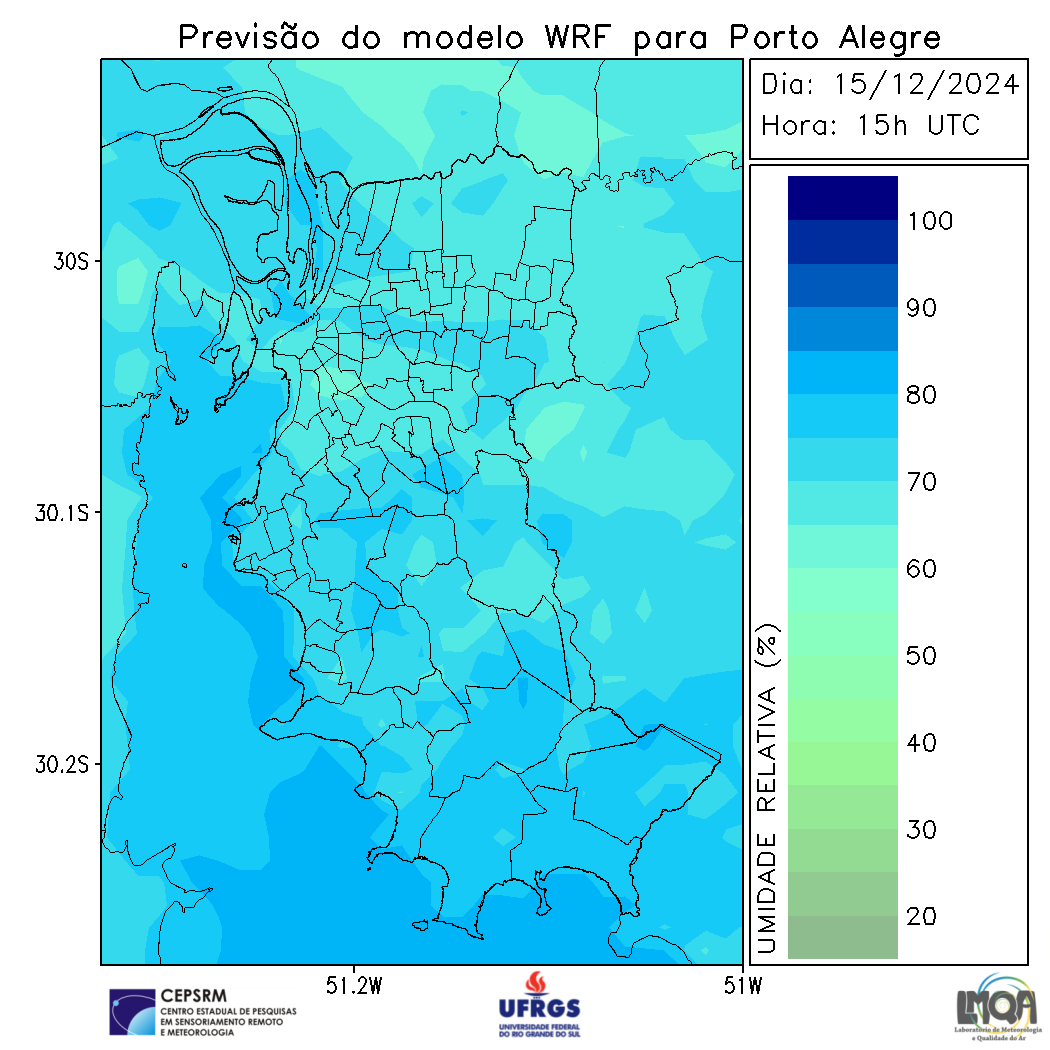 Previsão do modelo WRF para Porto Alegre
Dia: 15/12/2024
Hora: 15h UTC
100
90
80
70
60
50
40
30
20
UMIDADE RELATIVA (%)
30S
30.1S
30.2S
51.2W
51W
CEPSRM
CENTRO ESTADUAL DE PESQUISAS
EM SENSORIAMENTO REMOTO
E METEOROLOGIA
UFRGS
UNIVERSIDADE FEDERAL
DO RIO GRANDE DO SUL
LMQA
Laboratório de Meteorologia
e Qualidade do Ar